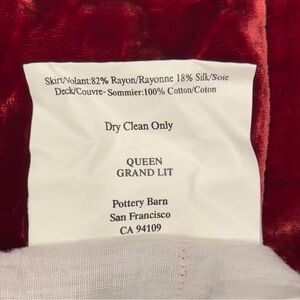 Skirt/Volant:82% Rayon/Rayonne 18% Silk/Soie
Deck/Couvre-Sommier:100% Cotton/Coton
Dry Clean Only
QUEEN
GRAND LIT
Pottery Barn
San Francisco
CA 94109